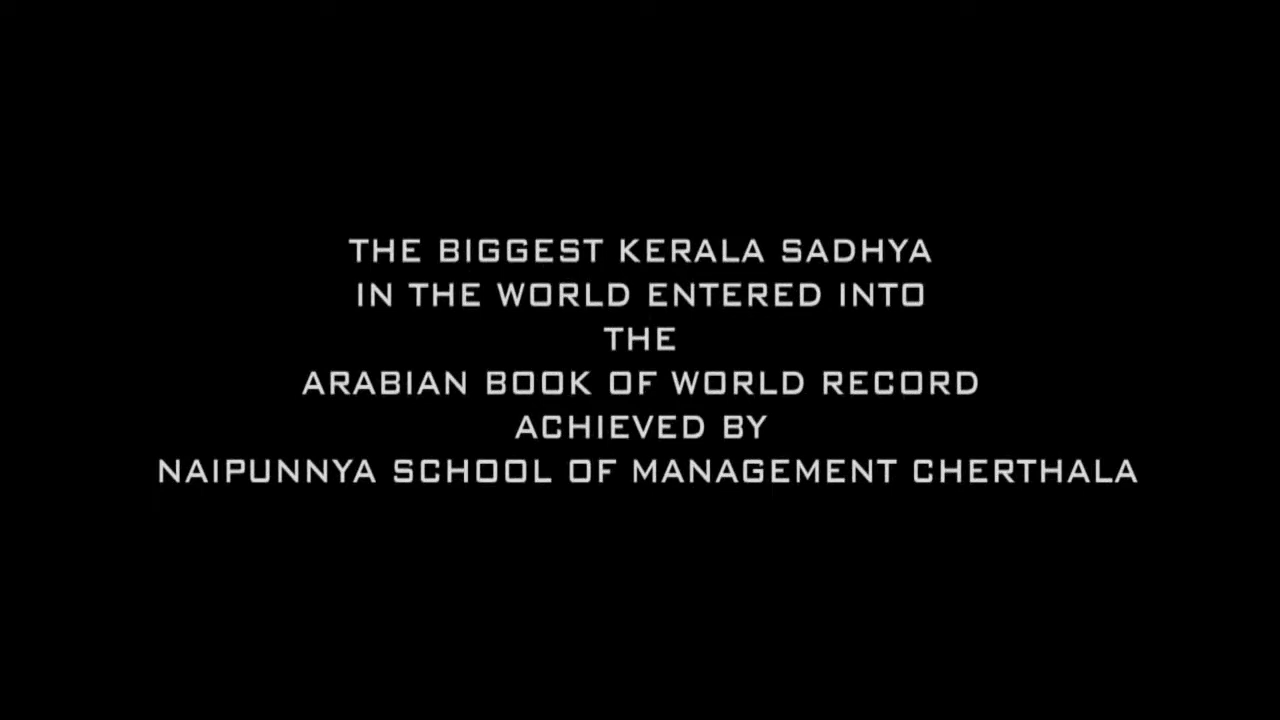 THE BIGGEST KERALA SADHYA
IN THE WORLD ENTERED INTO
THE
ARABIAN BOOK OF WORLD RECORD
ACHIEVED BY
NAIPUNNYA SCHOOL OF MANAGEMENT CHERTHALA